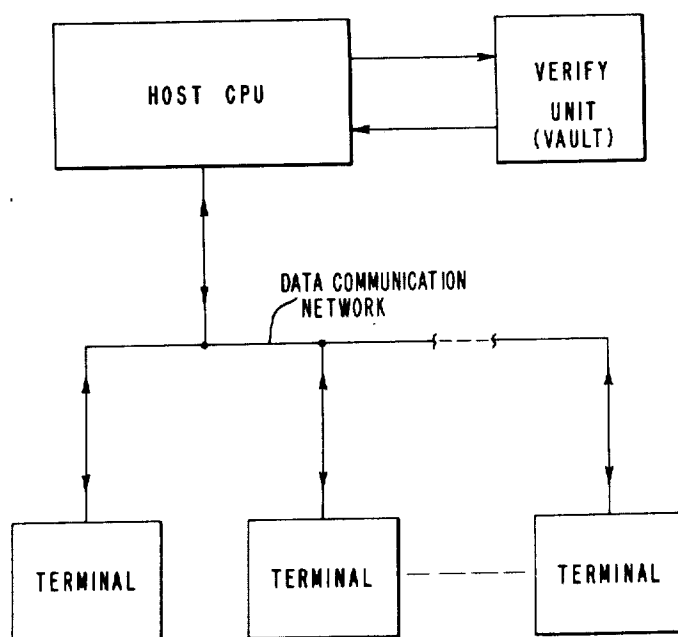 HOST CPU
VERIFY
UNIT
(VAULT)
DATA COMMUNICATION
NETWORK
TERMINAL
TERMINAL
TERMINAL